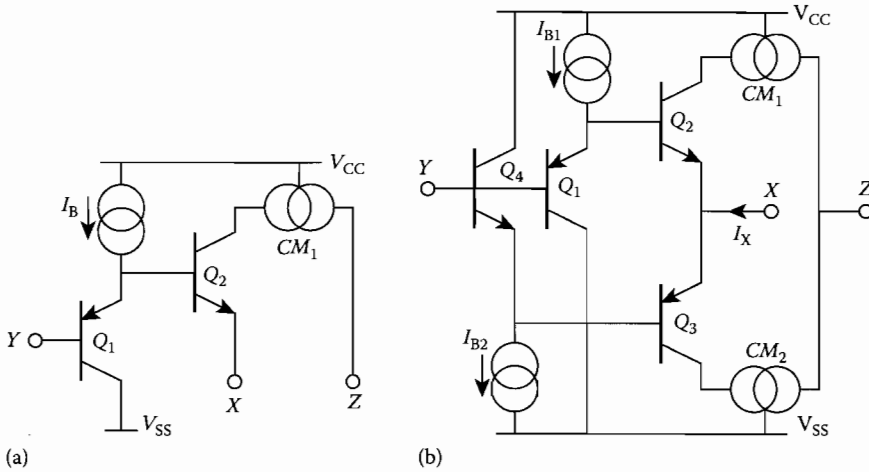 V_CC
I_B
CM_1
Q_2
Y
Q_1
X
Z
V_SS
(a)
V_CC
I_B1
CM_1
Q_2
Y
Q_4
Q_1
X
Z
I_X
Q_3
I_B2
CM_2
V_SS
(b)